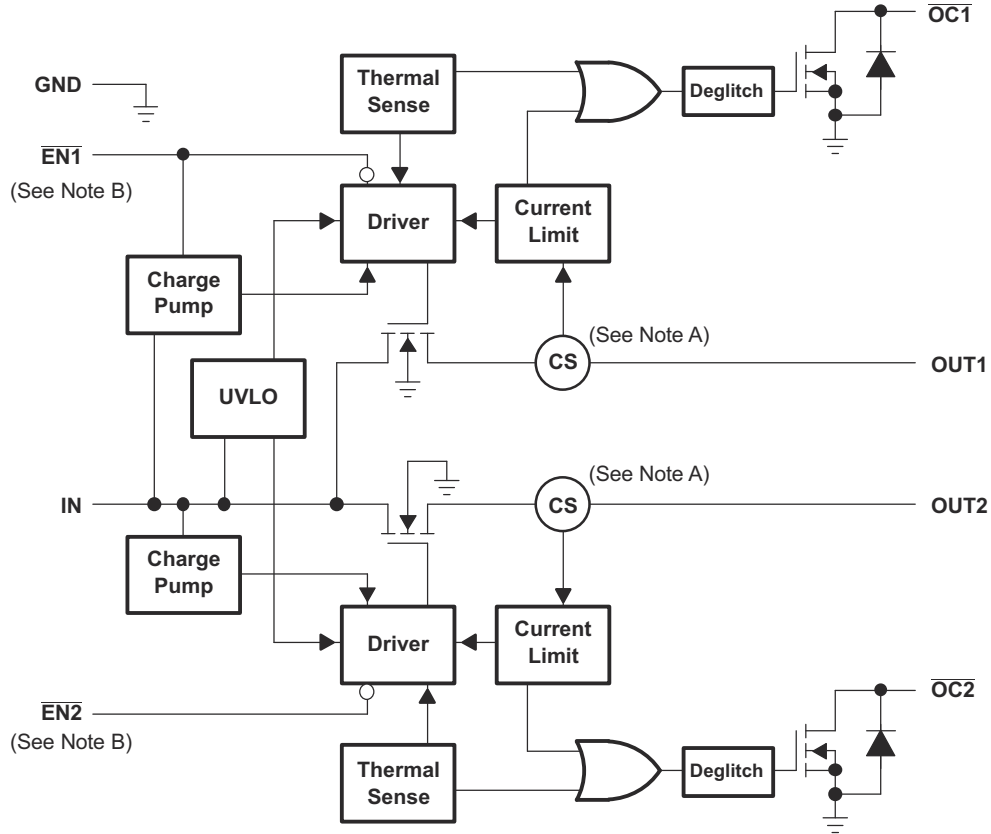 OC1
Thermal
Sense
Deglitch
GND
EN1
(See Note B)
Driver
Current
Limit
Charge
Pump
(See Note A)
CS
OUT1
UVLO
(See Note A)
IN
CS
OUT2
Charge
Pump
Driver
Current
Limit
EN2
(See Note B)
OC2
Thermal
Sense
Deglitch